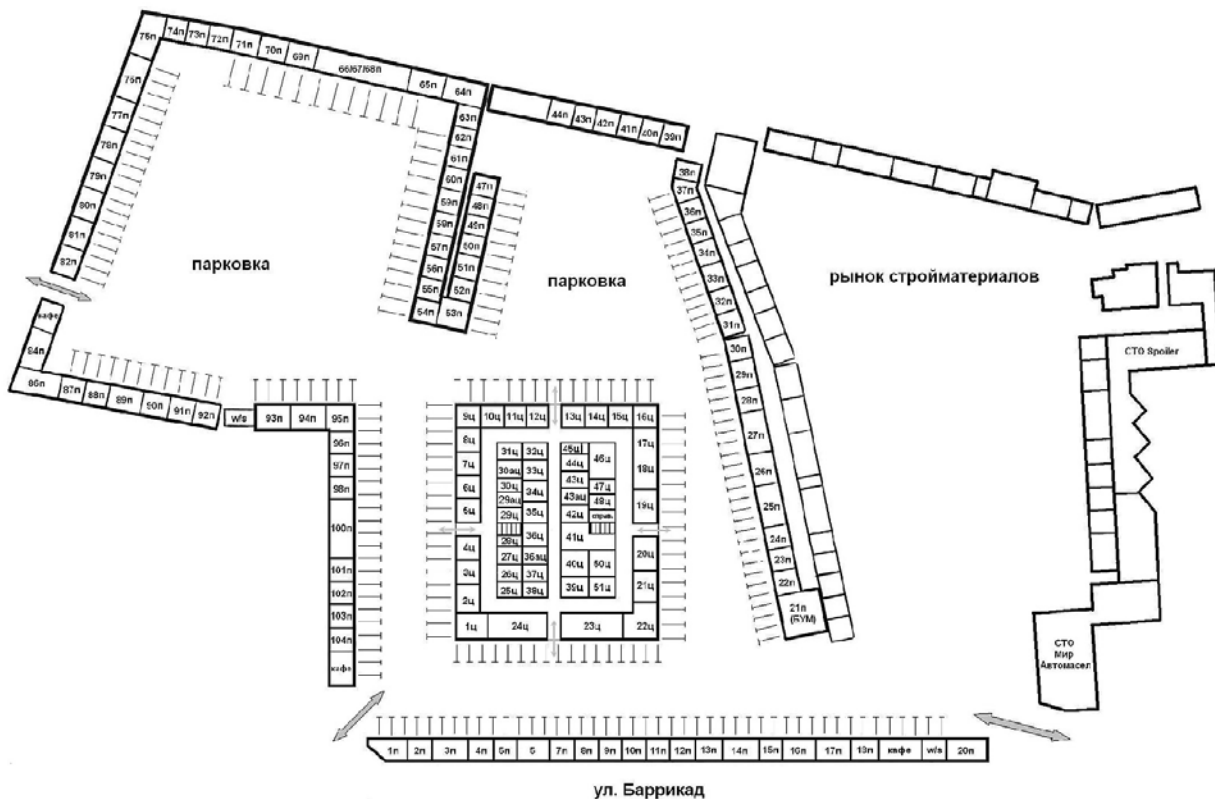 75п 74п 73п 72п 71п 70п 69п 66/67/68п 65п 64п
76п
77п
78п
79п
80п
81п
82п
63п
62п
61п
60п
59п
59п
57п
56п
55п
54п
53п
47п
48п
49п
50п
51п
52п
44п 43п 42п 41п 40п 39п
38п
37п
36п
35п
34п
33п
32п
31п
30п
29п
28п
27п
26п
25п
24п
23п
22п
21п
(БУМ)
парковка
парковка
рынок стройматериалов
СТО Spoiler
СТО
Мир
Автомасел
кафе
84п
86п 87п 88п 89п 90п 91п 92п w/s 93п 94п 95п
96п
97п
98п
100п
101п
102п
103п
104п
кафе
9ц 10ц 11ц 12ц 13ц 14ц 15ц 16ц
8ц
7ц
6ц
5ц
4ц
3ц
2ц
1ц 24ц 23ц 22ц
17ц
18ц
19ц
20ц
21ц
31ц 32ц
30ац 33ц
30ц 34ц
29ац
29ц 35ц
28ц 36ц
27ц 36ац
26ц 37ц
25ц 38ц
45ц 46ц
44ц
43ц 47ц
43ац 48ц
42ц справ.
41ц
40ц 50ц
39ц 51ц
1п 2п 3п 4п 5п 6 7п 8п 9п 10п 11п 12п 13п 14п 15п 16п 17п 18п кафе w/s 20п
ул. Баррикад